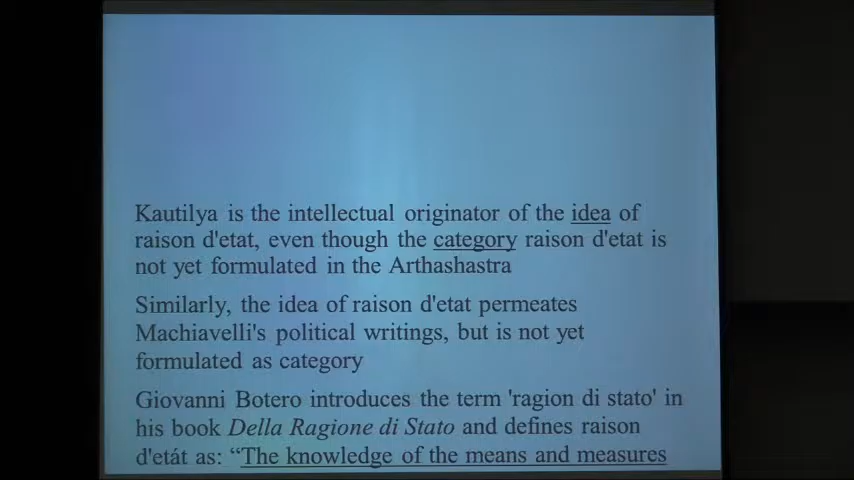 Kautilya is the intellectual originator of the idea of
raison d'etat, even though the category raison d'etat is
not yet formulated in the Arthashastra
Similarly, the idea of raison d'etat permeates
Machiavelli's political writings, but is not yet
formulated as category
Giovanni Botero introduces the term 'ragion di stato' in
his book Della Ragione di Stato and defines raison
d'etát as: “The knowledge of the means and measures